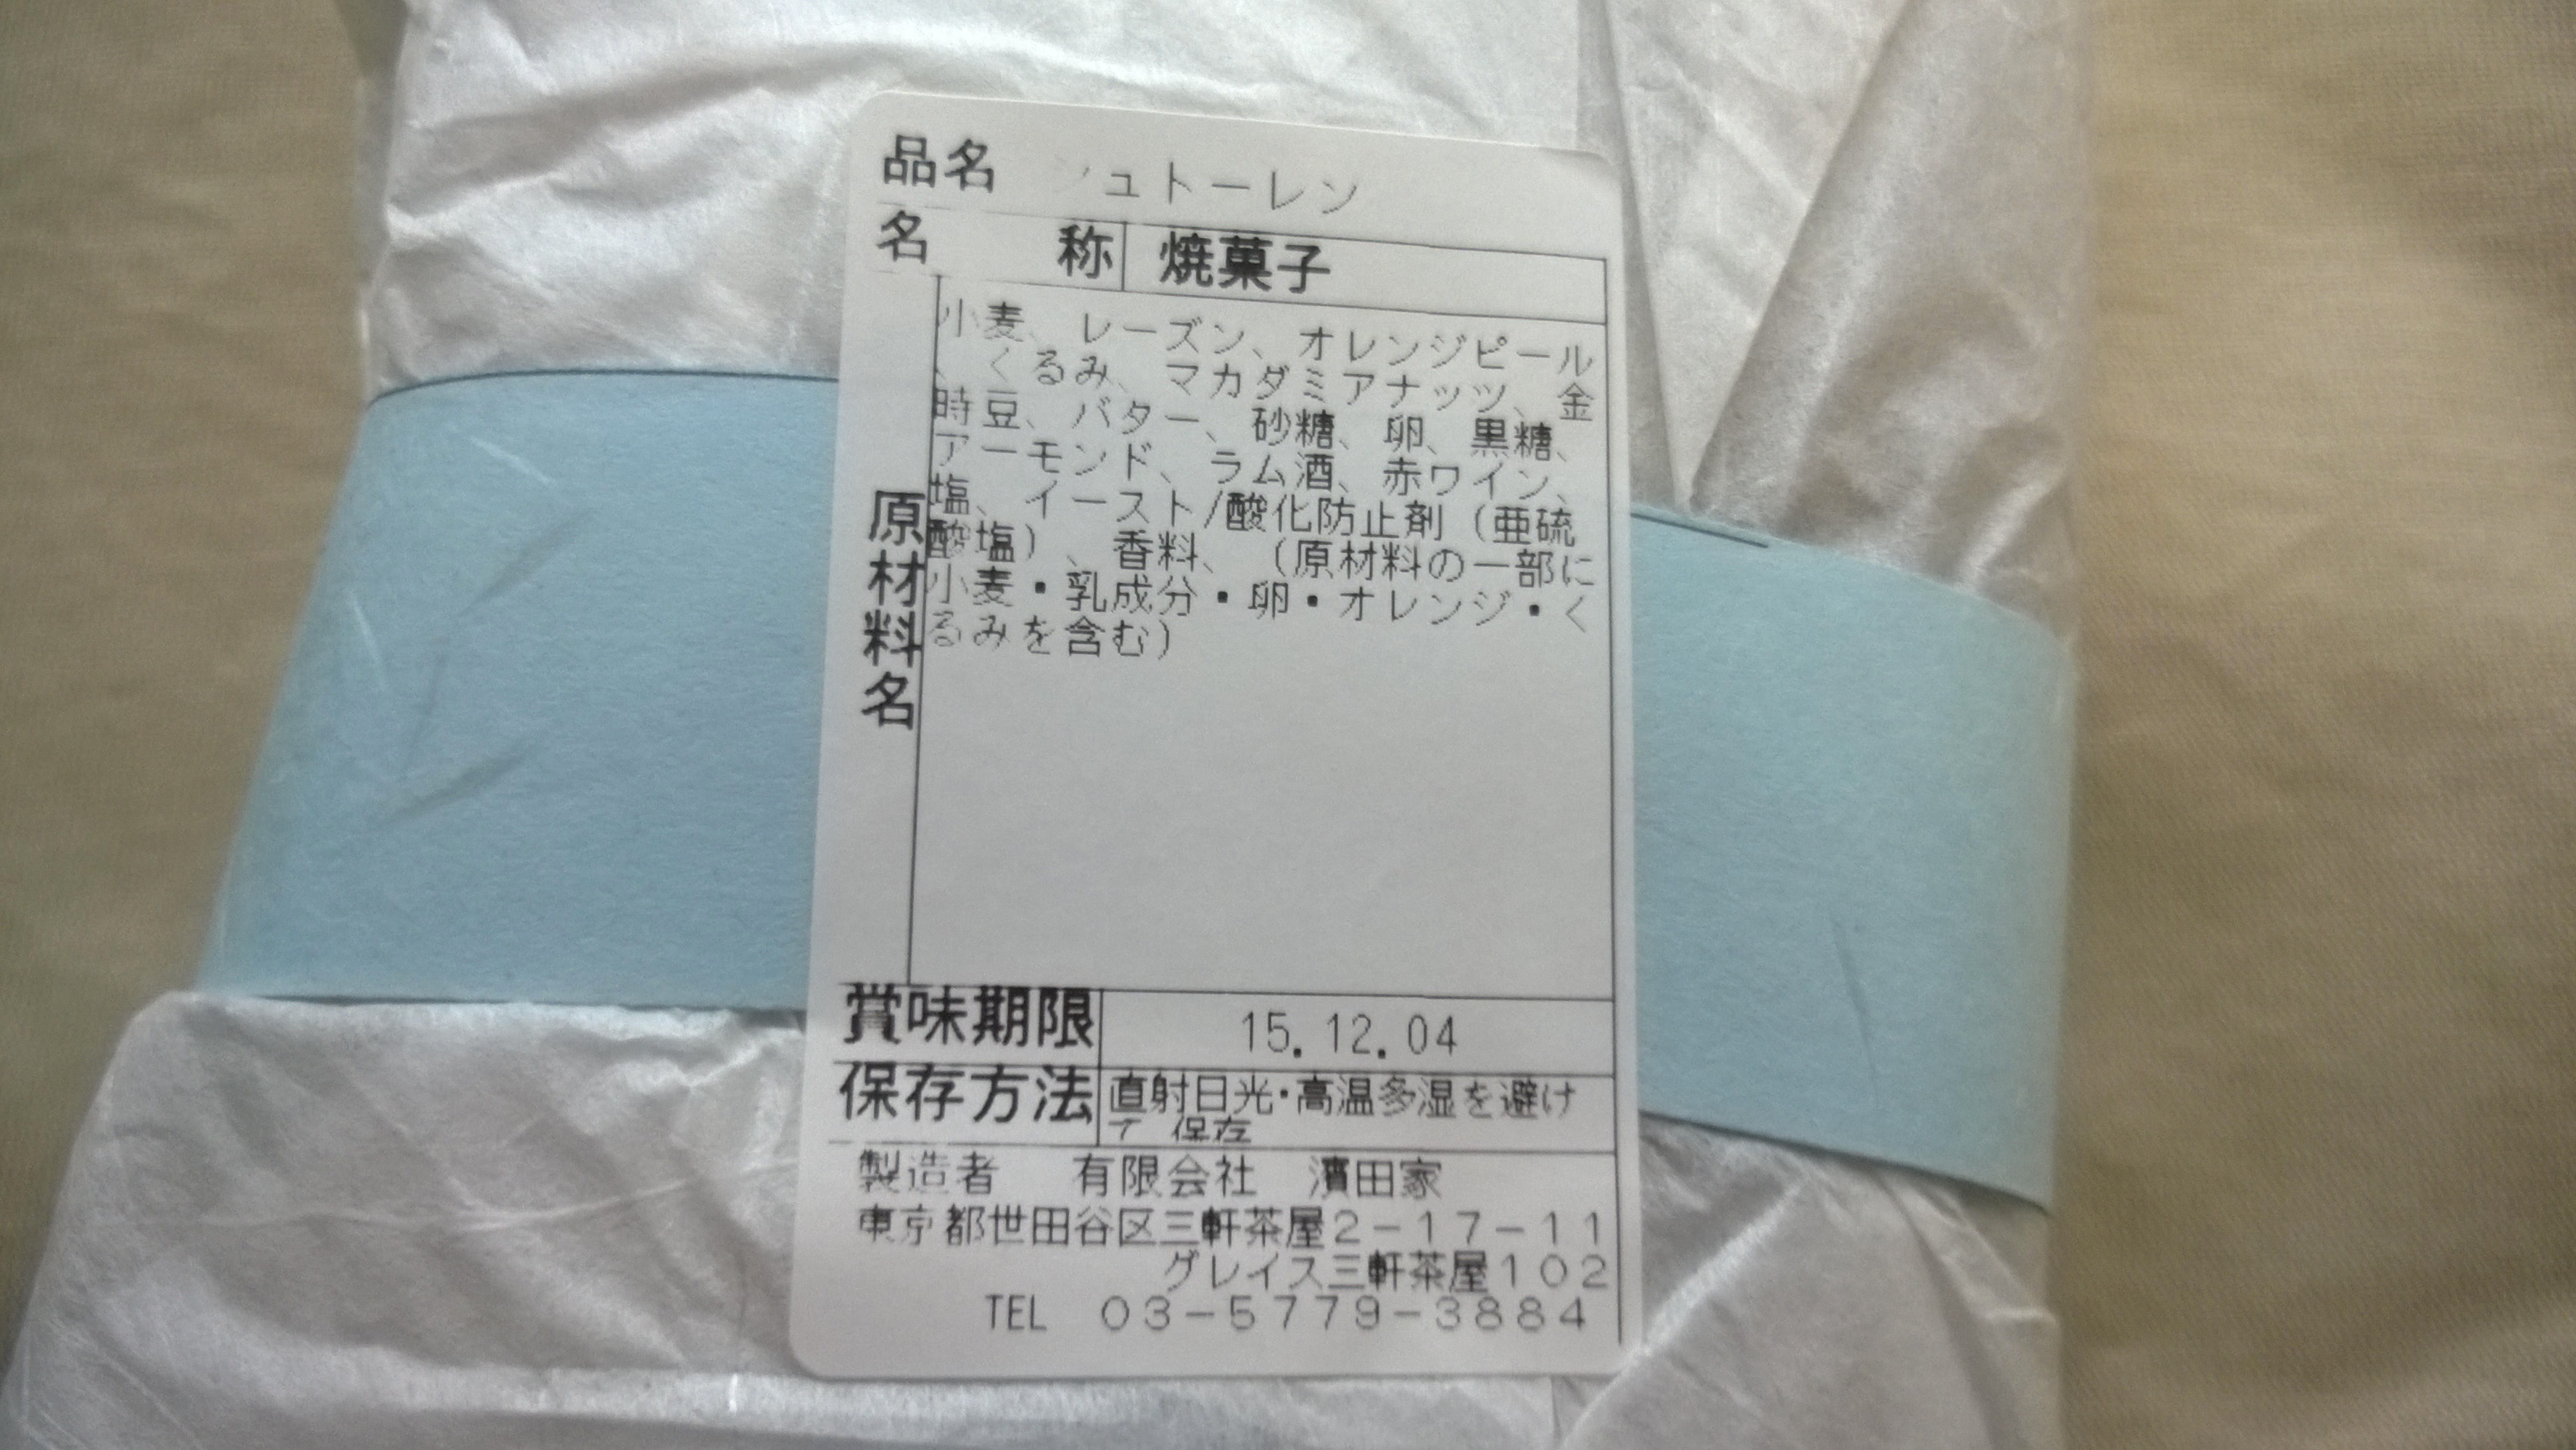 品名 シュトーレン
名称 焼菓子
原材料名
小麦、レーズン、オレンジピール
、くるみ、マカダミアナッツ、金
時豆、バター、砂糖、卵、黒糖、
アーモンド、ラム酒、赤ワイン、
塩、イースト/酸化防止剤（亜硫
酸塩）、香料、（原材料の一部に
小麦・乳成分・卵・オレンジ・く
るみを含む）
賞味期限 15.12.04
保存方法 直射日光・高温多湿を避け
て保存
製造者 有限会社 濱田家
東京都世田谷区三軒茶屋2-17-11
グレイス三軒茶屋102
TEL 03-5779-3884